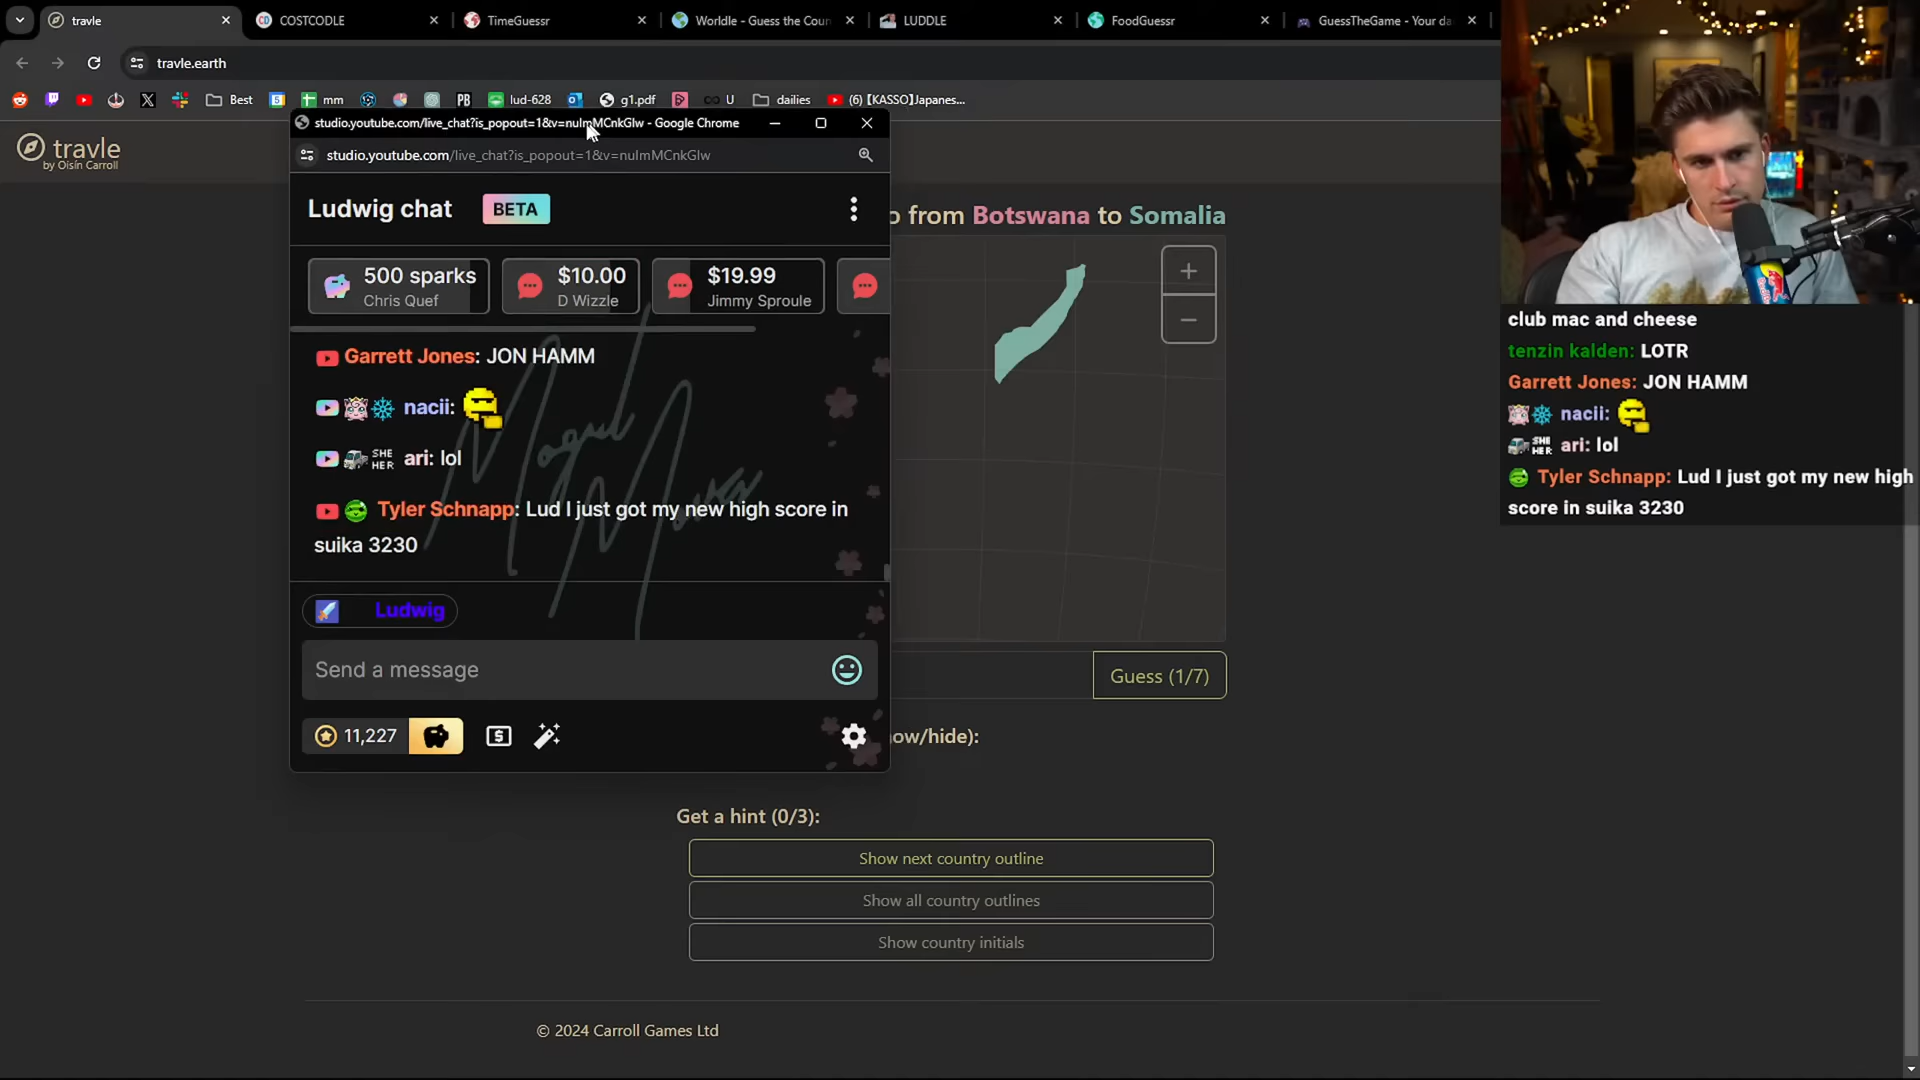 travle
COSTCODLE
TimeGuessr
Worldle - Guess the Coun
LUDDLE
FoodGuessr
GuessTheGame - Your da
travle.earth
Best
mm
PB
lud-628
g1.pdf
U
dailies
(6) 【KASSO】Japanes...
travle
by Oisín Carroll
studio.youtube.com/live_chat?is_popout=1&v=nuImMCnkGlw - Google Chrome
studio.youtube.com/live_chat?is_popout=1&v=nuImMCnkGlw
Ludwig chat BETA
500 sparks
Chris Quef
$10.00
D Wizzle
$19.99
Jimmy Sproule
Garrett Jones: JON HAMM
SHE HER
nacii:
ari: lol
Tyler Schnapp: Lud I just got my new high score in
suika 3230
Ludwig
Send a message
11,227
o from Botswana to Somalia
+
−
Guess (1/7)
ow/hide):
Get a hint (0/3):
Show next country outline
Show all country outlines
Show country initials
© 2024 Carroll Games Ltd
club mac and cheese
tenzin kalden: LOTR
Garrett Jones: JON HAMM
nacii:
SHE HER ari: lol
Tyler Schnapp: Lud I just got my new high
score in suika 3230